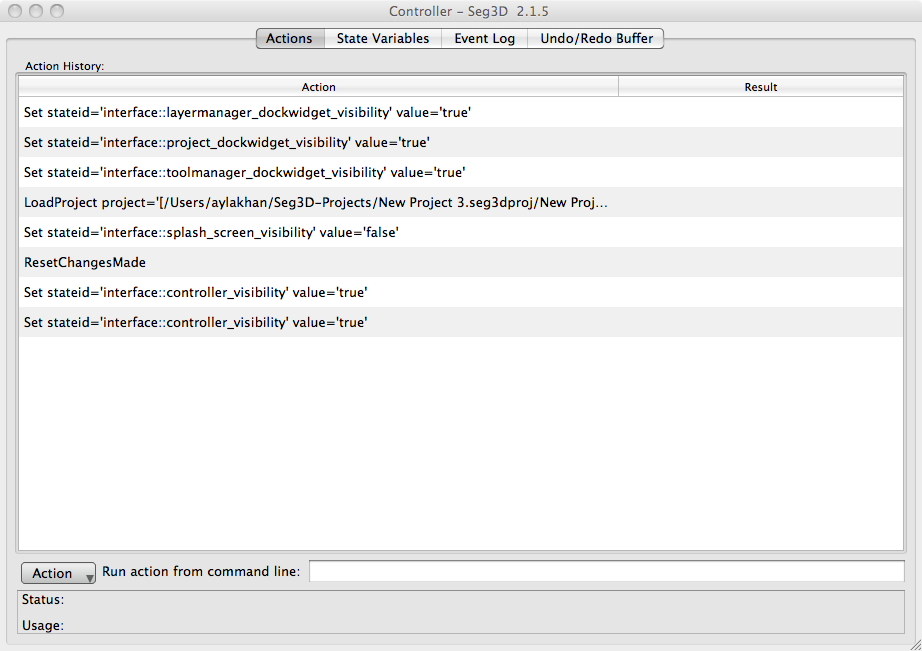 Controller - Seg3D 2.1.5
Actions State Variables Event Log Undo/Redo Buffer
Action History:
Action Result
Set stateid='interface::layermanager_dockwidget_visibility' value='true'
Set stateid='interface::project_dockwidget_visibility' value='true'
Set stateid='interface::toolmanager_dockwidget_visibility' value='true'
LoadProject project='[/Users/aylakhan/Seg3D-Projects/New Project 3.seg3dproj/New Proj...
Set stateid='interface::splash_screen_visibility' value='false'
ResetChangesMade
Set stateid='interface::controller_visibility' value='true'
Set stateid='interface::controller_visibility' value='true'
Action Run action from command line:
Status:
Usage: